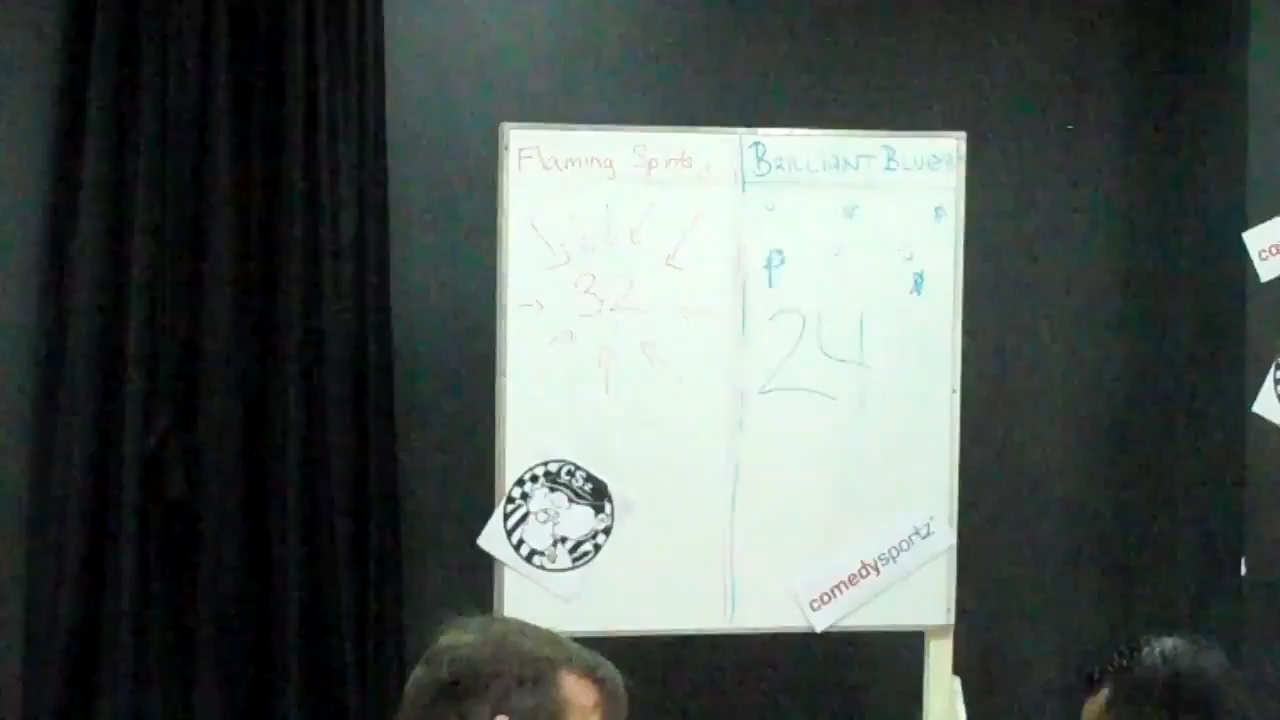 Flaming Spirits
BRILLIANT BLUES
32
p
24
CSz
comedysportz